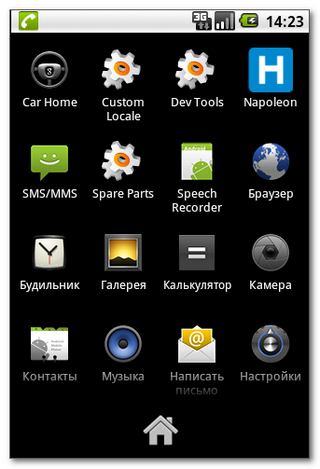 3G 14:23
Car Home Custom Locale Dev Tools Napoleon
SMS/MMS Spare Parts Speech Recorder Браузер
Будильник Галерея Калькулятор Камера
Контакты Музыка Написать письмо Настройки